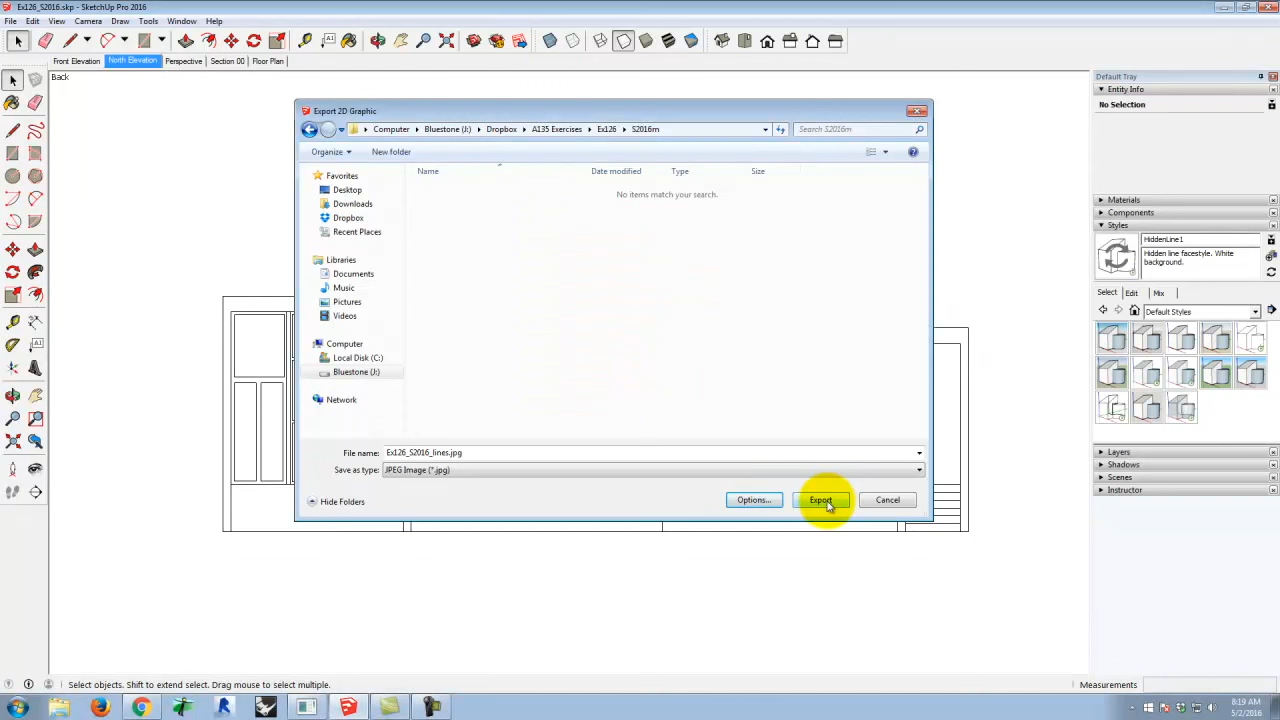 Ex126_S2016.skp - SketchUp Pro 2016
File Edit View Camera Draw Tools Window Help
Front Elevation North Elevation Perspective Section 00 Floor Plan
Back
Default Tray
Entity Info
No Selection
Export 2D Graphic
Computer Bluestone (J:) Dropbox A135 Exercises Ex126 S2016m
Search S2016m
Organize New folder
Name Date modified Type Size
No items match your search.
Favorites
Desktop
Downloads
Dropbox
Recent Places
Libraries
Documents
Music
Pictures
Videos
Computer
Local Disk (C:)
Bluestone (J:)
Network
File name: Ex126_S2016_lines.jpg
Save as type: JPEG Image (*.jpg)
Hide Folders
Options... Export Cancel
Materials
Components
Styles
HiddenLine1
Hidden line facestyle. White
background.
Select Edit Mix
Default Styles
Layers
Shadows
Scenes
Instructor
Select objects. Shift to extend select. Drag mouse to select multiple.
Measurements
8:19 AM
5/2/2016